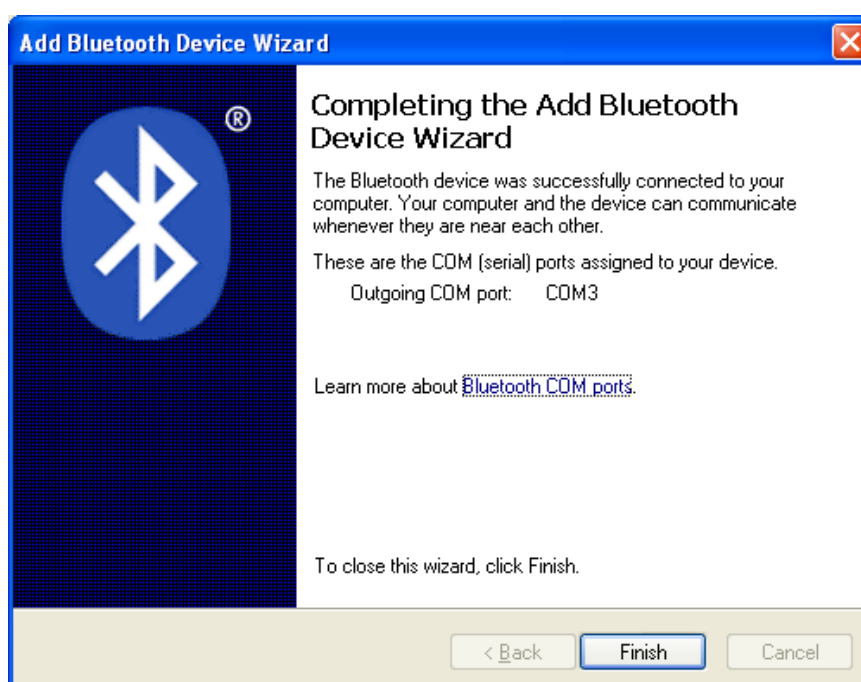 Add Bluetooth Device Wizard
®
Completing the Add Bluetooth
Device Wizard
The Bluetooth device was successfully connected to your
computer. Your computer and the device can communicate
whenever they are near each other.
These are the COM (serial) ports assigned to your device.
Outgoing COM port: COM3
Learn more about Bluetooth COM ports.
To close this wizard, click Finish.
< Back Finish Cancel